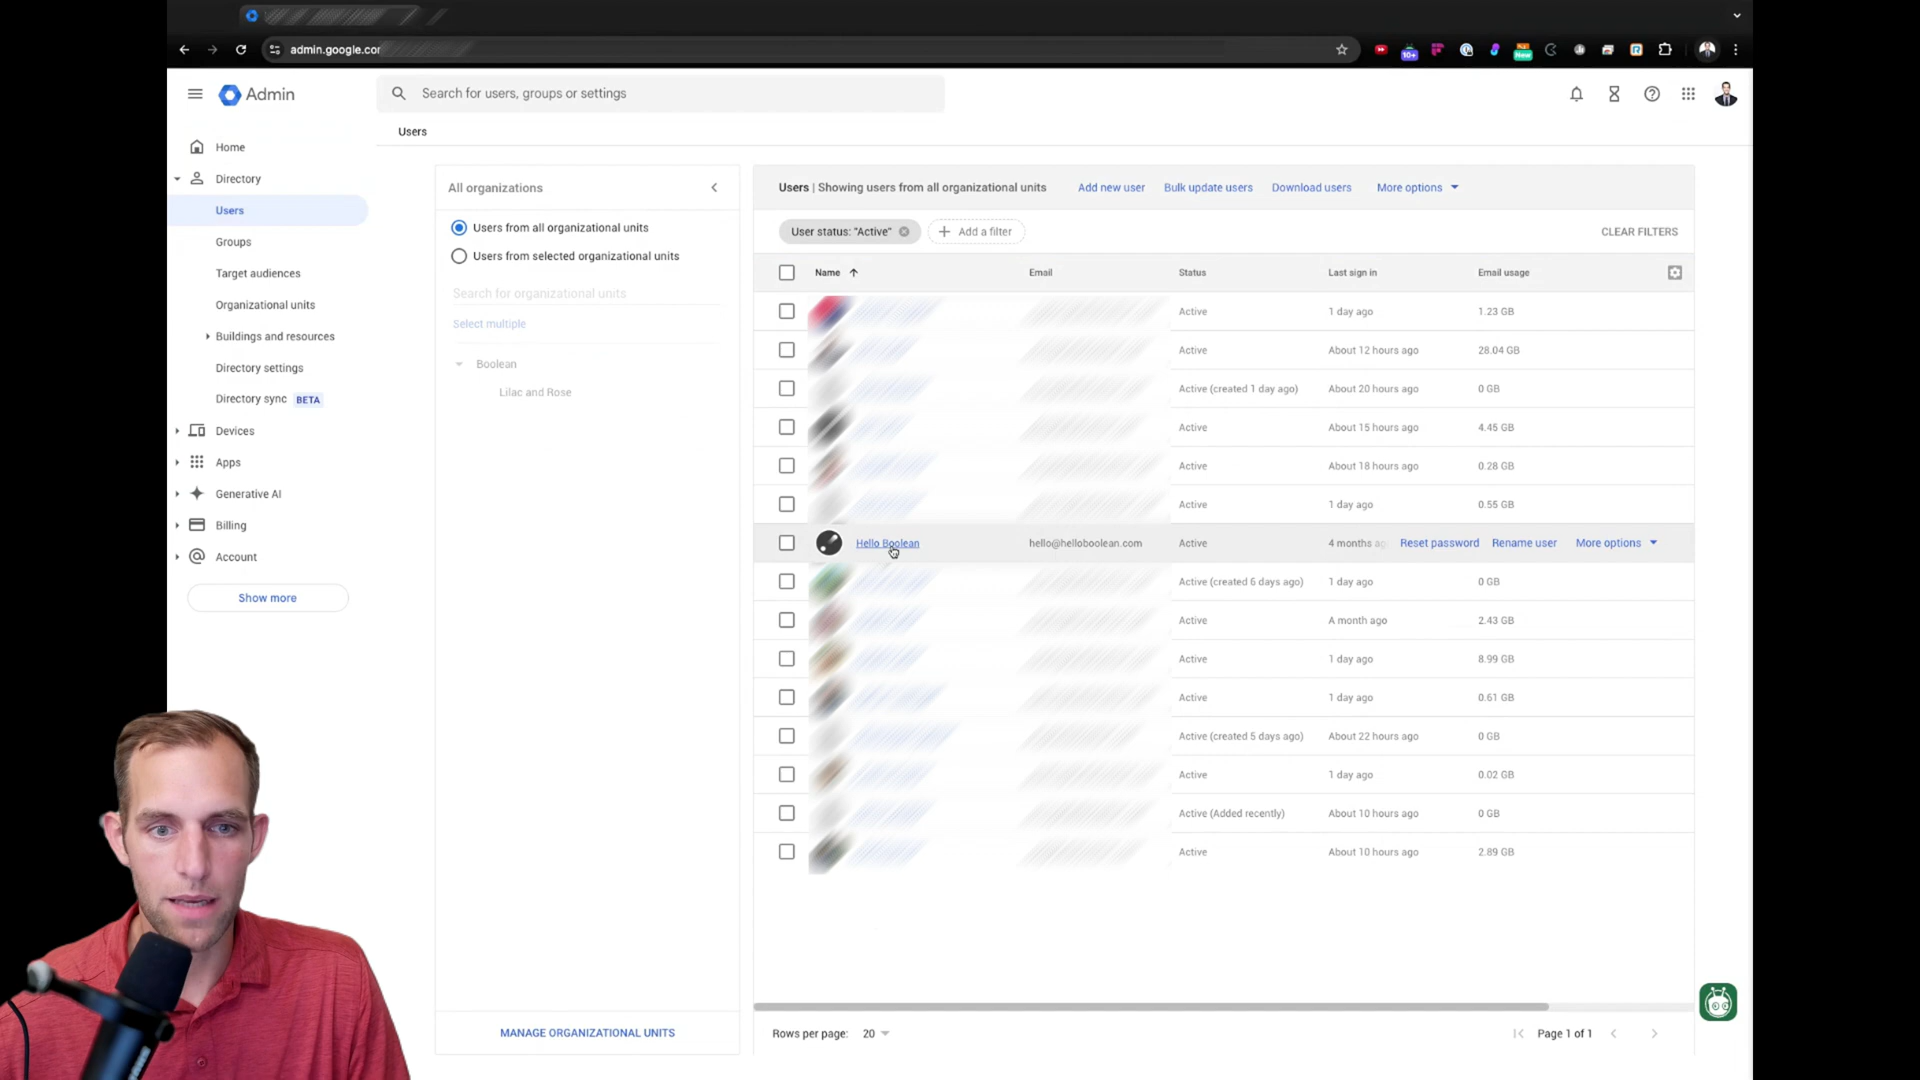 admin.google.cor
10+
New
Admin
Search for users, groups or settings
Users
Home
Directory
Users
Groups
Target audiences
Organizational units
Buildings and resources
Directory settings
Directory sync BETA
Devices
Apps
Generative AI
Billing
Account
Show more
All organizations
Users from all organizational units
Users from selected organizational units
Search for organizational units
Select multiple
Boolean
Lilac and Rose
MANAGE ORGANIZATIONAL UNITS
Users | Showing users from all organizational units Add new user Bulk update users Download users More options
User status: "Active" Add a filter CLEAR FILTERS
Name Email Status Last sign in Email usage
Active 1 day ago 1.23 GB
Active About 12 hours ago 28.04 GB
Active (created 1 day ago) About 20 hours ago 0 GB
Active About 15 hours ago 4.45 GB
Active About 18 hours ago 0.28 GB
Active 1 day ago 0.55 GB
Hello Boolean hello@helloboolean.com Active 4 months ag Reset password Rename user More options
Active (created 6 days ago) 1 day ago 0 GB
Active A month ago 2.43 GB
Active 1 day ago 8.99 GB
Active 1 day ago 0.61 GB
Active (created 5 days ago) About 22 hours ago 0 GB
Active 1 day ago 0.02 GB
Active (Added recently) About 10 hours ago 0 GB
Active About 10 hours ago 2.89 GB
Rows per page: 20 Page 1 of 1